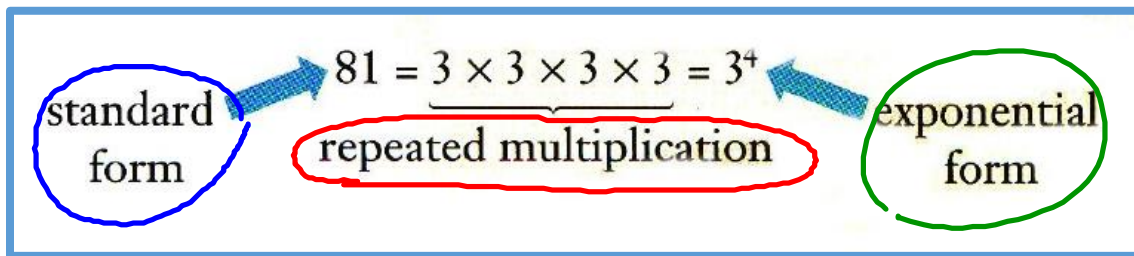 81 = 3 × 3 × 3 × 3 = 3⁴
standard
form
repeated multiplication
exponential
form